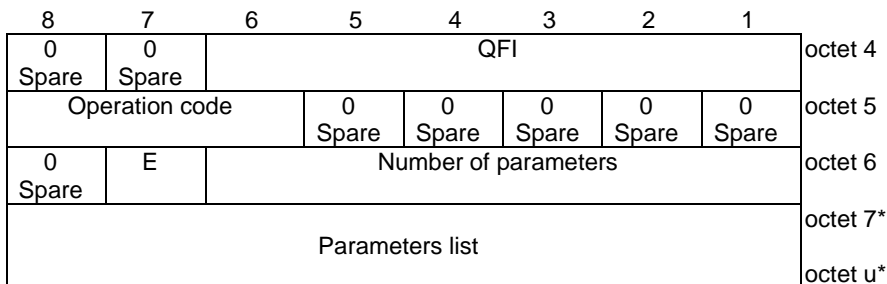 8 7 6 5 4 3 2 1
0 0 QFI octet 4
Spare Spare
Operation code 0 0 0 0 0 octet 5
Spare Spare Spare Spare Spare
0 E Number of parameters octet 6
Spare
octet 7*
Parameters list
octet u*